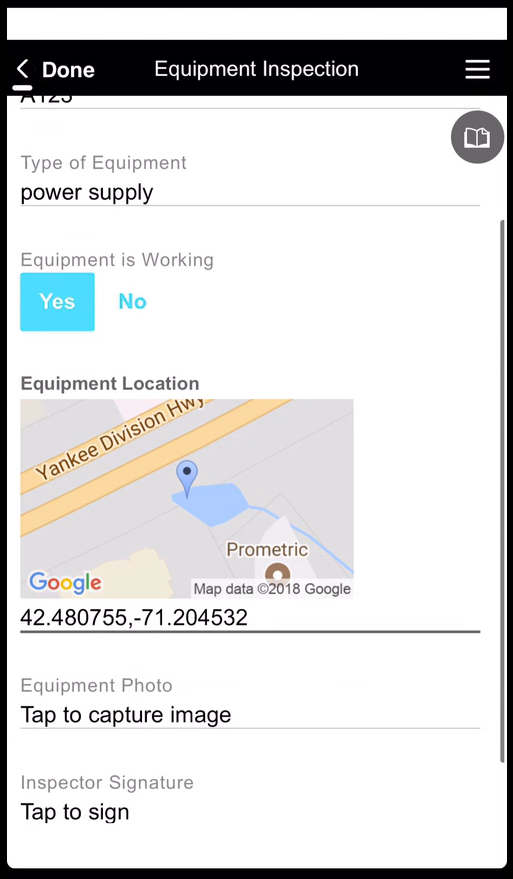 Done
Equipment Inspection
A123
Type of Equipment
power supply
Equipment is Working
Yes
No
Equipment Location
Yankee Division Hwy
Prometric
Google
Map data ©2018 Google
42.480755,-71.204532
Equipment Photo
Tap to capture image
Inspector Signature
Tap to sign